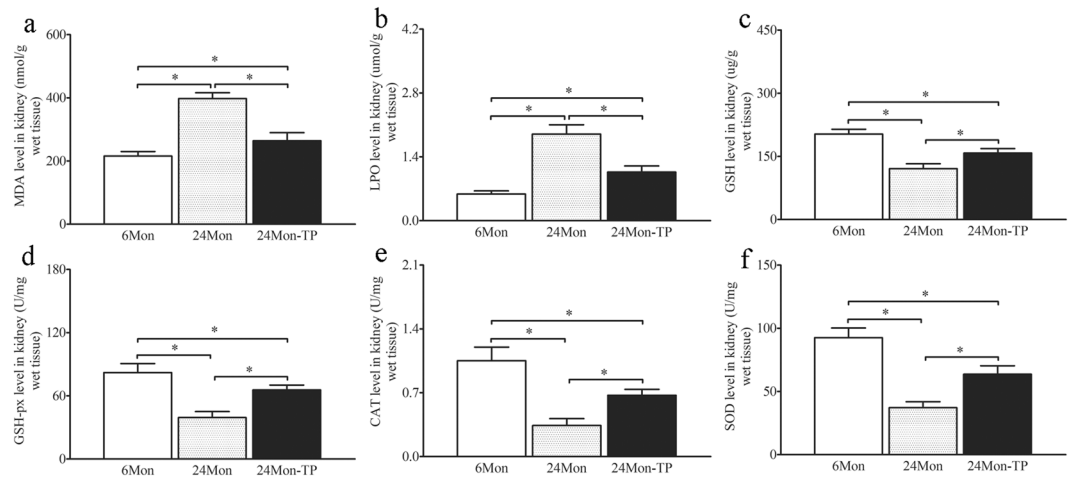 a
MDA level in kidney (nmol/g
wet tissue)
600
400
200
0
*
*
*
6Mon
24Mon
24Mon-TP
b
LPO level in kidney (umol/g
wet tissue)
4.2
2.8
1.4
0.0
*
*
*
6Mon
24Mon
24Mon-TP
c
GSH level in kidney (ug/g
wet tissue)
450
300
150
0
*
*
*
6Mon
24Mon
24Mon-TP
d
GSH-px level in kidney (U/mg
wet tissue)
180
120
60
0
*
*
*
6Mon
24Mon
24Mon-TP
e
CAT level in kidney (U/mg
wet tissue)
2.1
1.4
0.7
0.0
*
*
*
6Mon
24Mon
24Mon-TP
f
SOD level in kidney (U/mg
wet tissue)
150
100
50
0
*
*
*
6Mon
24Mon
24Mon-TP